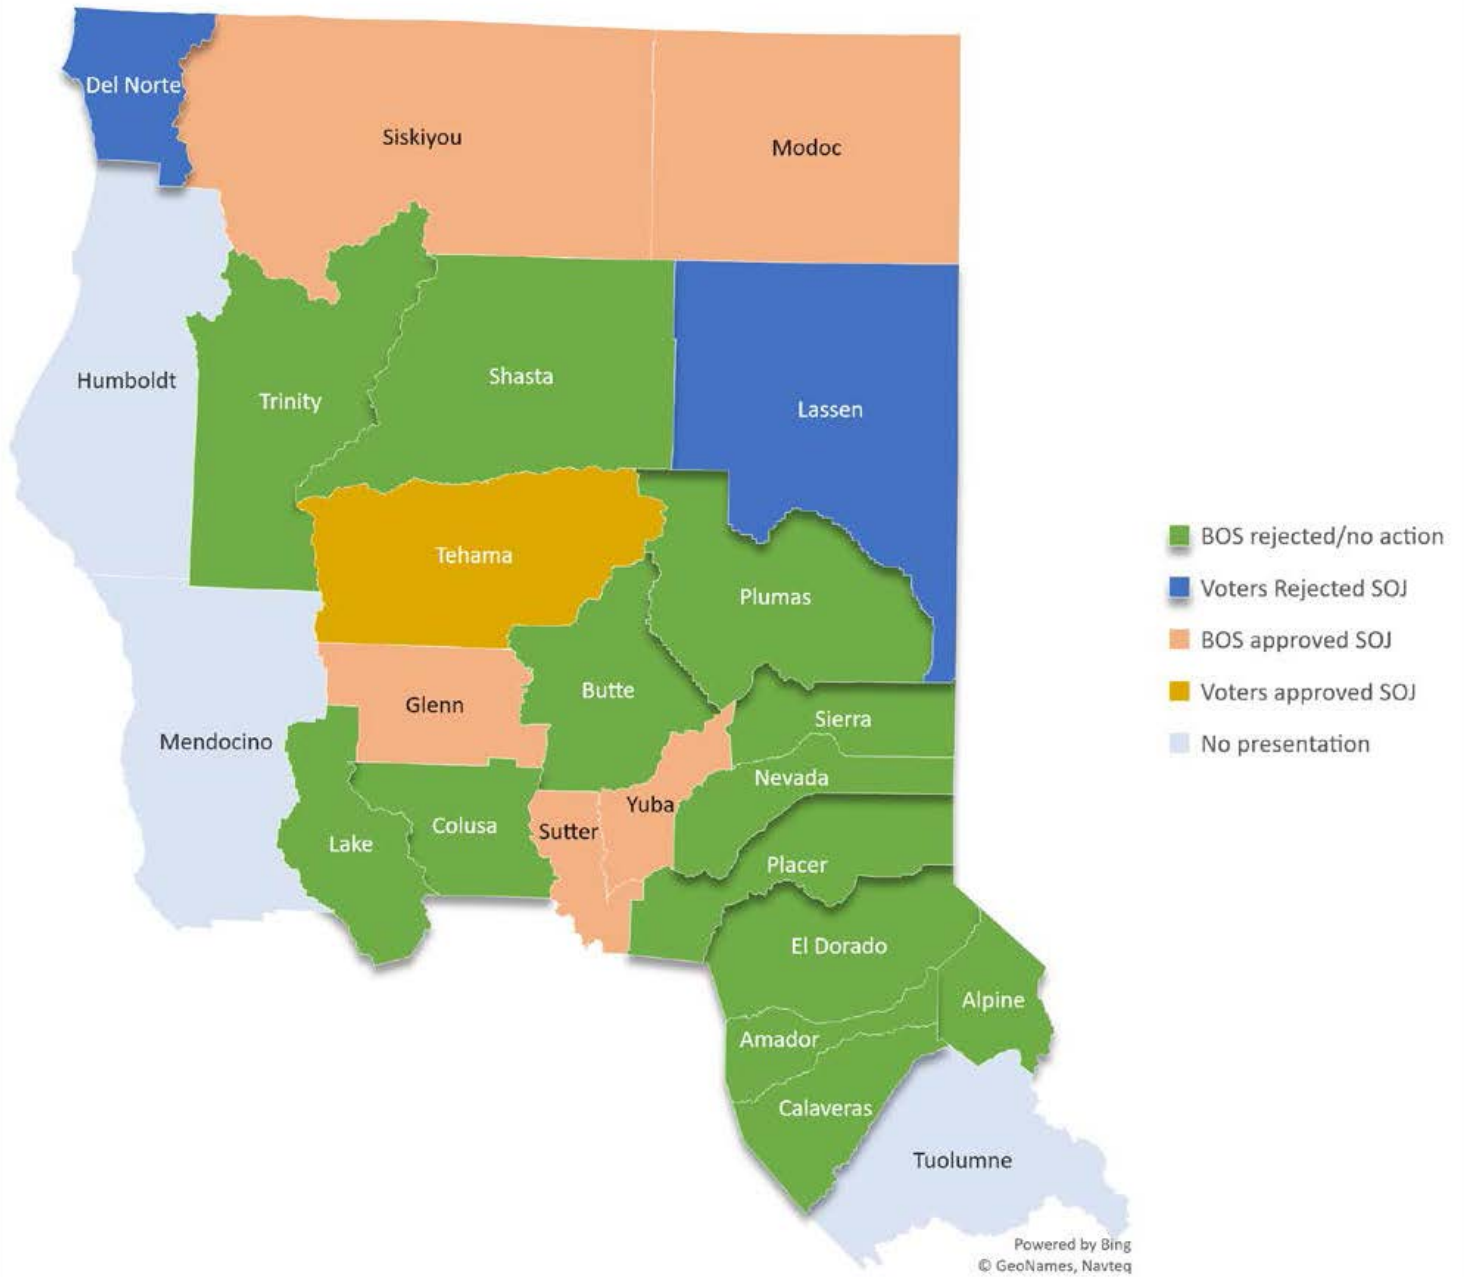 Del Norte
Siskiyou
Modoc
Humboldt
Trinity
Shasta
Lassen
Tehama
Plumas
Glenn
Butte
Mendocino
Sierra
Nevada
Lake
Colusa
Sutter
Yuba
Placer
El Dorado
Alpine
Amador
Calaveras
Tuolumne
BOS rejected/no action
Voters Rejected SOJ
BOS approved SOJ
Voters approved SOJ
No presentation
Powered by Bing
© GeoNames, Navteq